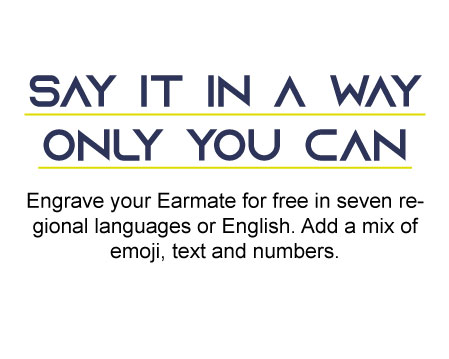 SAY IT IN A WAY
ONLY YOU CAN
Engrave your Earmate for free in seven re-
gional languages or English. Add a mix of
emoji, text and numbers.